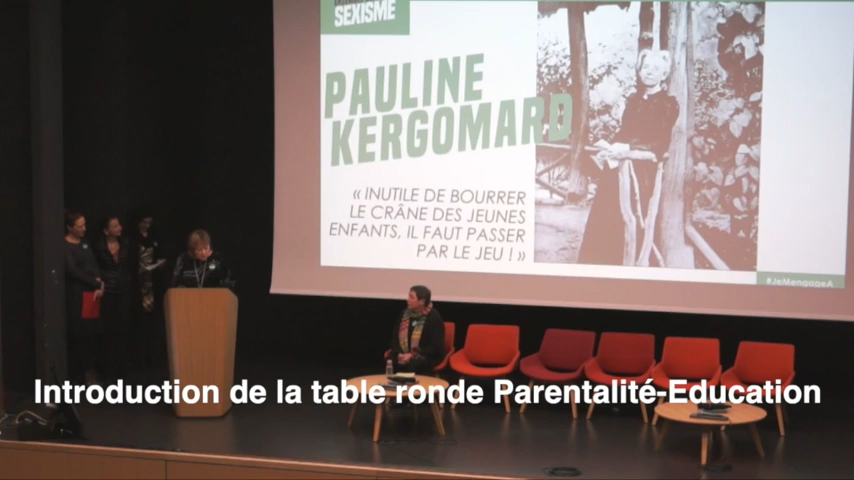 SEXISME
PAULINE
KERGOMARD
« INUTILE DE BOURRER
LE CRÂNE DES JEUNES
ENFANTS, IL FAUT PASSER
PAR LE JEU ! »
#JeMengageA
Introduction de la table ronde Parentalité-Education